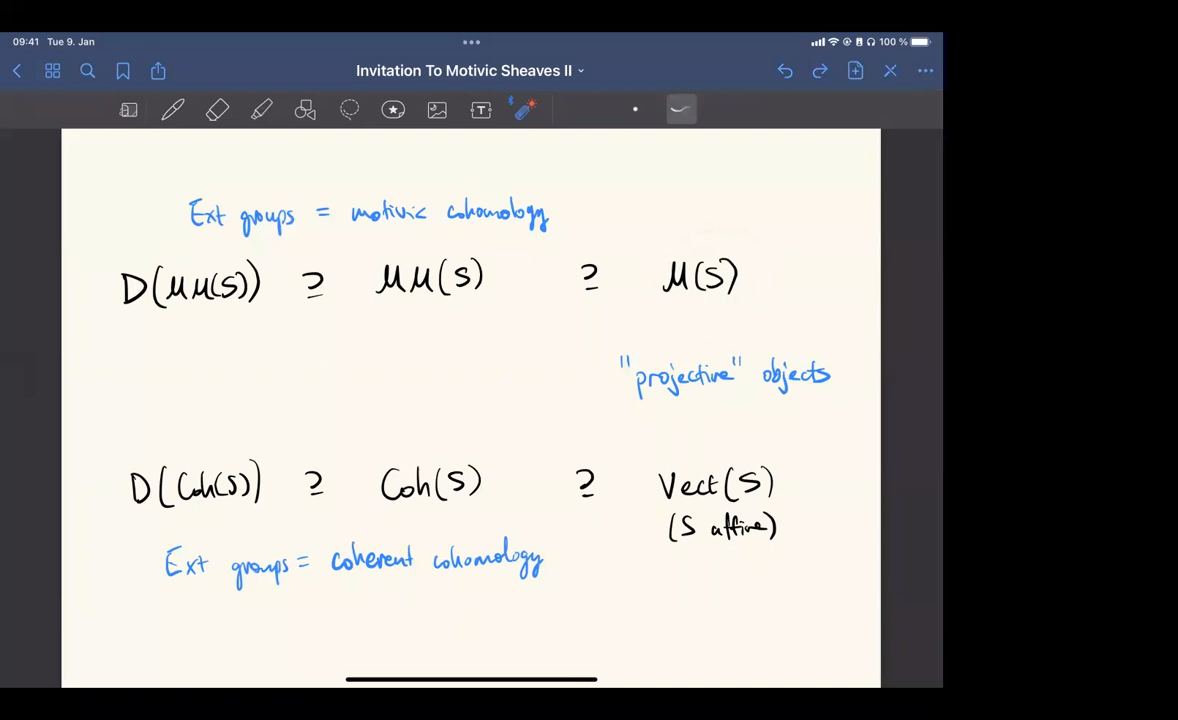 09:41 Tue 9. Jan
100 %
Invitation To Motivic Sheaves II
Ext groups = motivic cohomology
D(MM(S)) ⊇ MM(S) ⊇ M(S)
"projective" objects
D(Coh(S)) ⊇ Coh(S) ⊇ Vect(S)
(S affine)
Ext groups = coherent cohomology